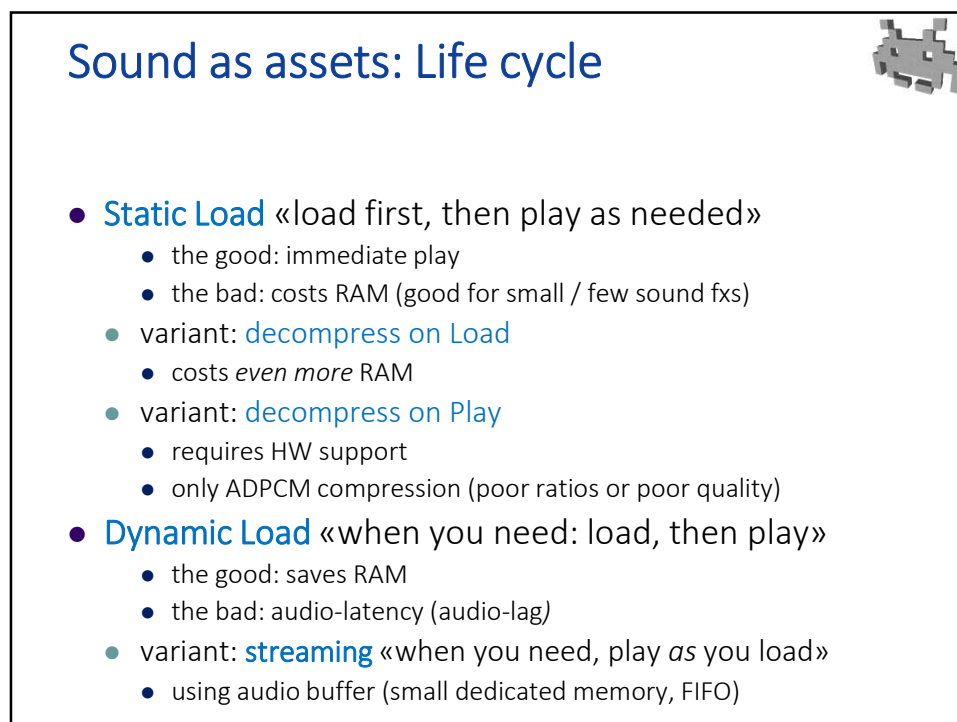 Sound as assets: Life cycle
Static Load «load first, then play as needed»
the good: immediate play
the bad: costs RAM (good for small / few sound fxs)
variant: decompress on Load
costs even more RAM
variant: decompress on Play
requires HW support
only ADPCM compression (poor ratios or poor quality)
Dynamic Load «when you need: load, then play»
the good: saves RAM
the bad: audio-latency (audio-lag)
variant: streaming «when you need, play as you load»
using audio buffer (small dedicated memory, FIFO)